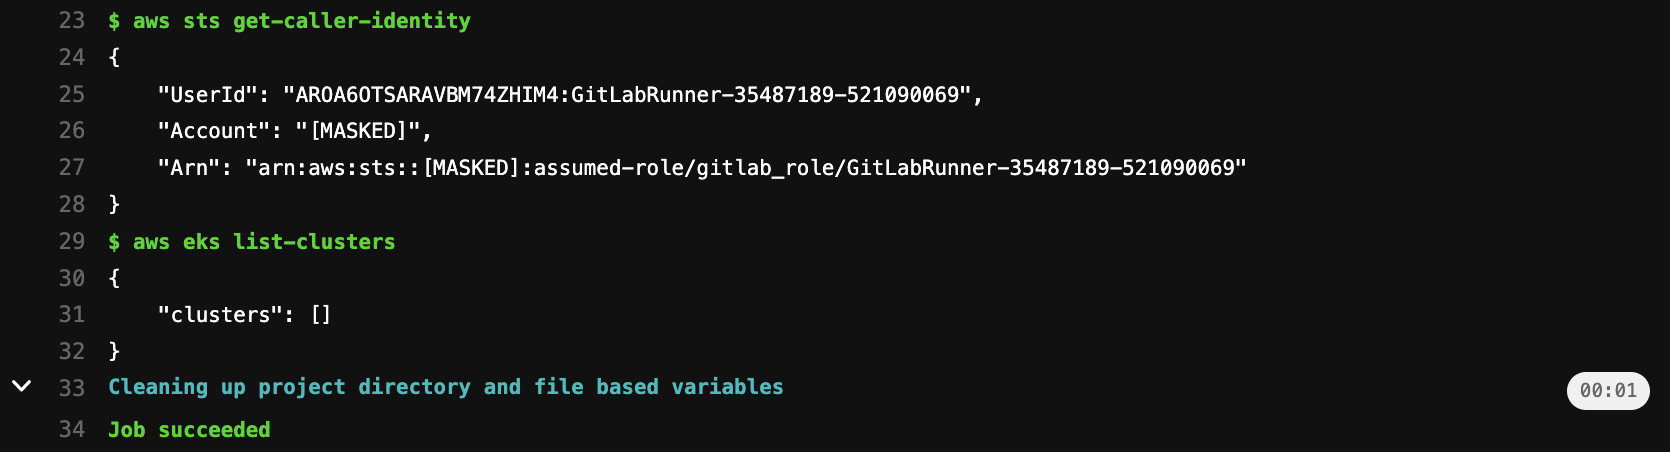 23 $ aws sts get-caller-identity
24 {
25     "UserId": "AROA6OTSARAVBM74ZHIM4:GitLabRunner-35487189-521090069",
26     "Account": "[MASKED]",
27     "Arn": "arn:aws:sts::[MASKED]:assumed-role/gitlab_role/GitLabRunner-35487189-521090069"
28 }
29 $ aws eks list-clusters
30 {
31     "clusters": []
32 }
33 Cleaning up project directory and file based variables 00:01
34 Job succeeded